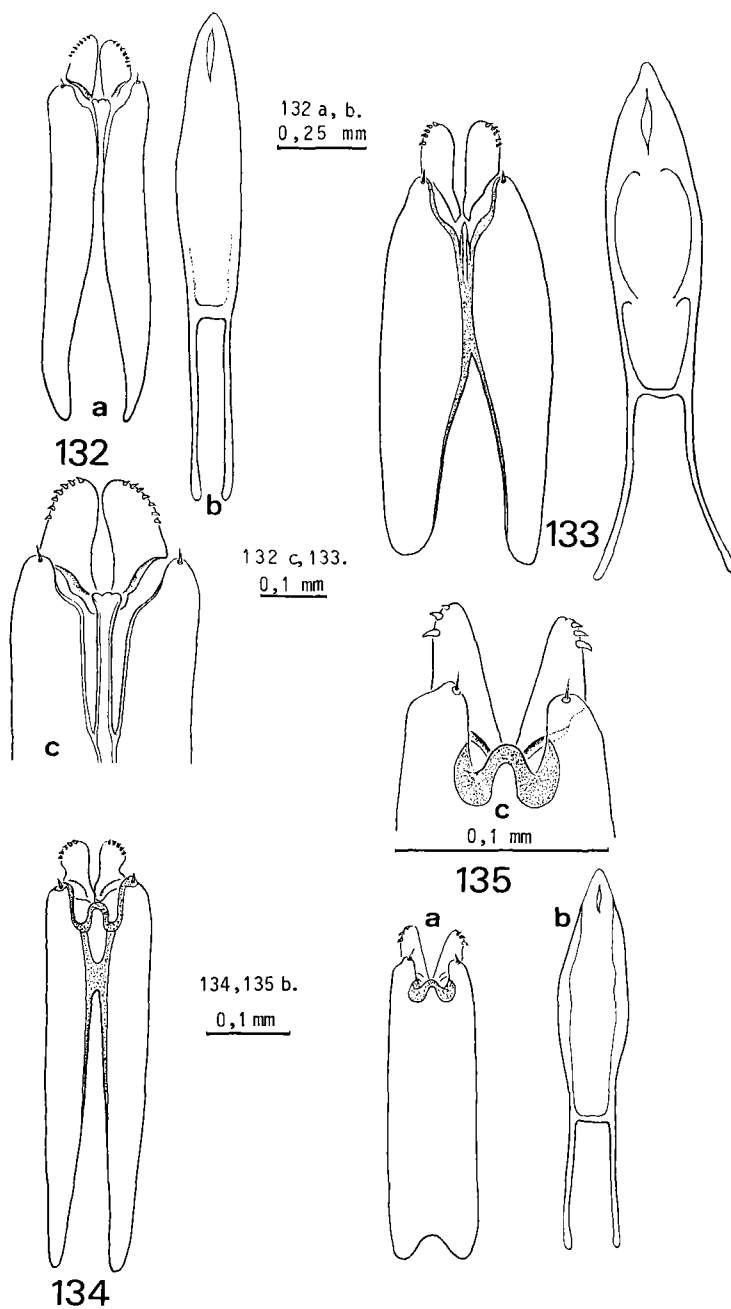 132 a, b.
0,25 mm
a
132
b
133
132 c, 133.
0,1 mm
c
c
0,1 mm
135
a
b
134, 135 b.
0,1 mm
134